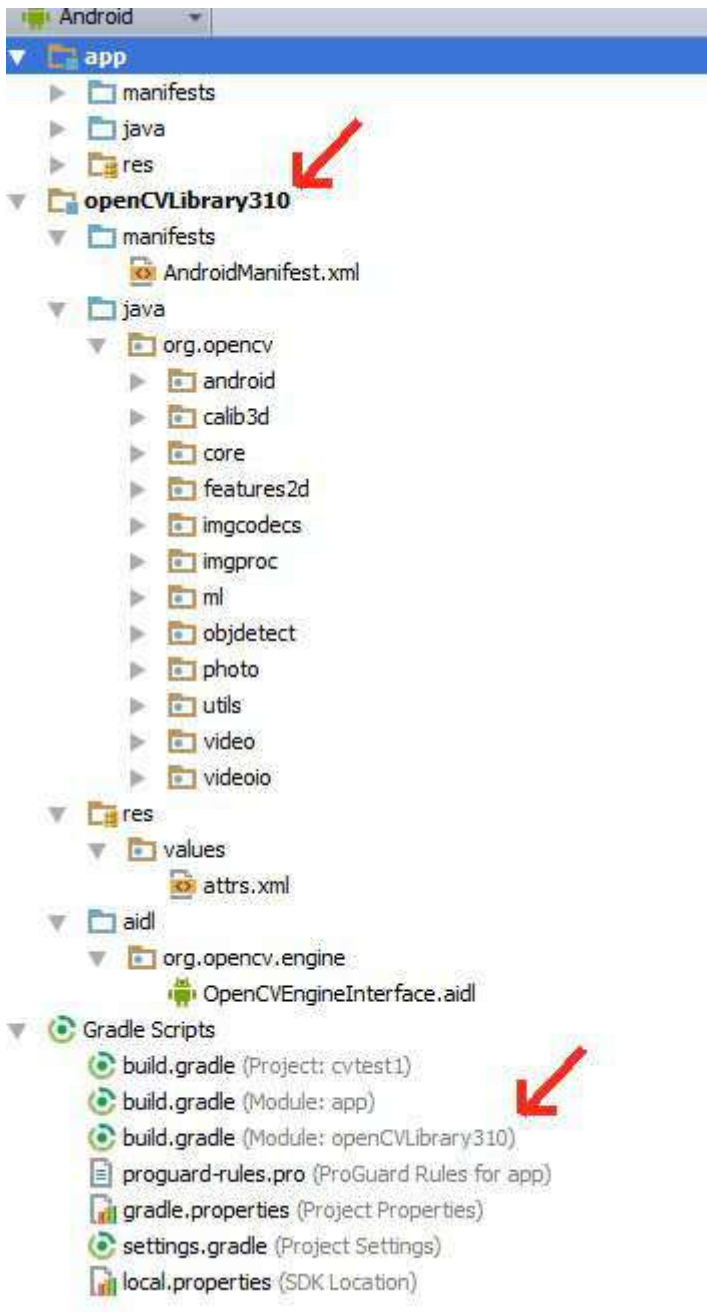 Android
app
manifests
java
res
openCVLibrary310
manifests
AndroidManifest.xml
java
org.opencv
android
calib3d
core
features2d
imgcodecs
imgproc
ml
objdetect
photo
utils
video
videoio
res
values
attrs.xml
aidl
org.opencv.engine
OpenCVEngineInterface.aidl
Gradle Scripts
build.gradle (Project: cvtest1)
build.gradle (Module: app)
build.gradle (Module: openCVLibrary310)
proguard-rules.pro (ProGuard Rules for app)
gradle.properties (Project Properties)
settings.gradle (Project Settings)
local.properties (SDK Location)